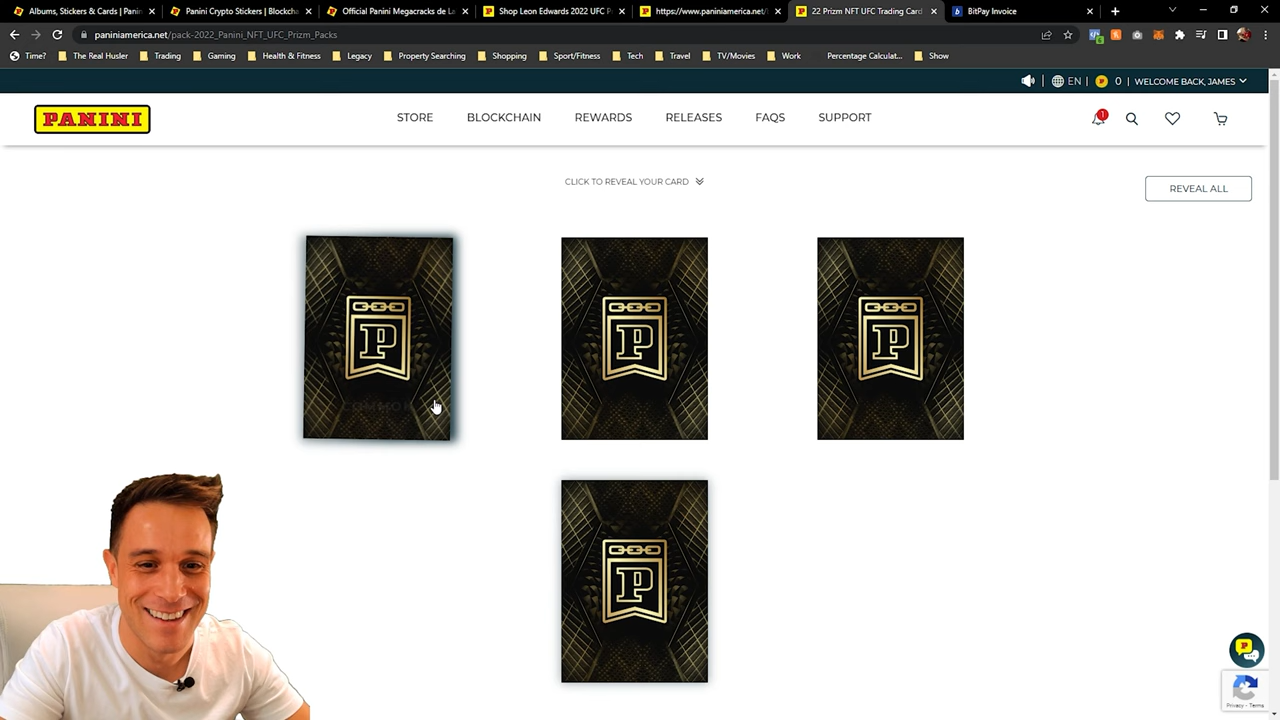 Albums, Stickers & Cards | Panin
Panini Crypto Stickers | Blockcha
Official Panini Megacracks de La
Shop Leon Edwards 2022 UFC P
https://www.paniniamerica.net/
22 Prizm NFT UFC Trading Card
BitPay Invoice
paniniamerica.net/pack-2022_Panini_NFT_UFC_Prizm_Packs
Time? The Real Husler Trading Gaming Health & Fitness Legacy Property Searching Shopping Sport/Fitness Tech Travel TV/Movies Work Percentage Calculat... Show
EN | 0 | WELCOME BACK, JAMES
PANINI
STORE BLOCKCHAIN REWARDS RELEASES FAQS SUPPORT
1
CLICK TO REVEAL YOUR CARD
REVEAL ALL
P
P
P
COMMON
P
P
Privacy - Terms